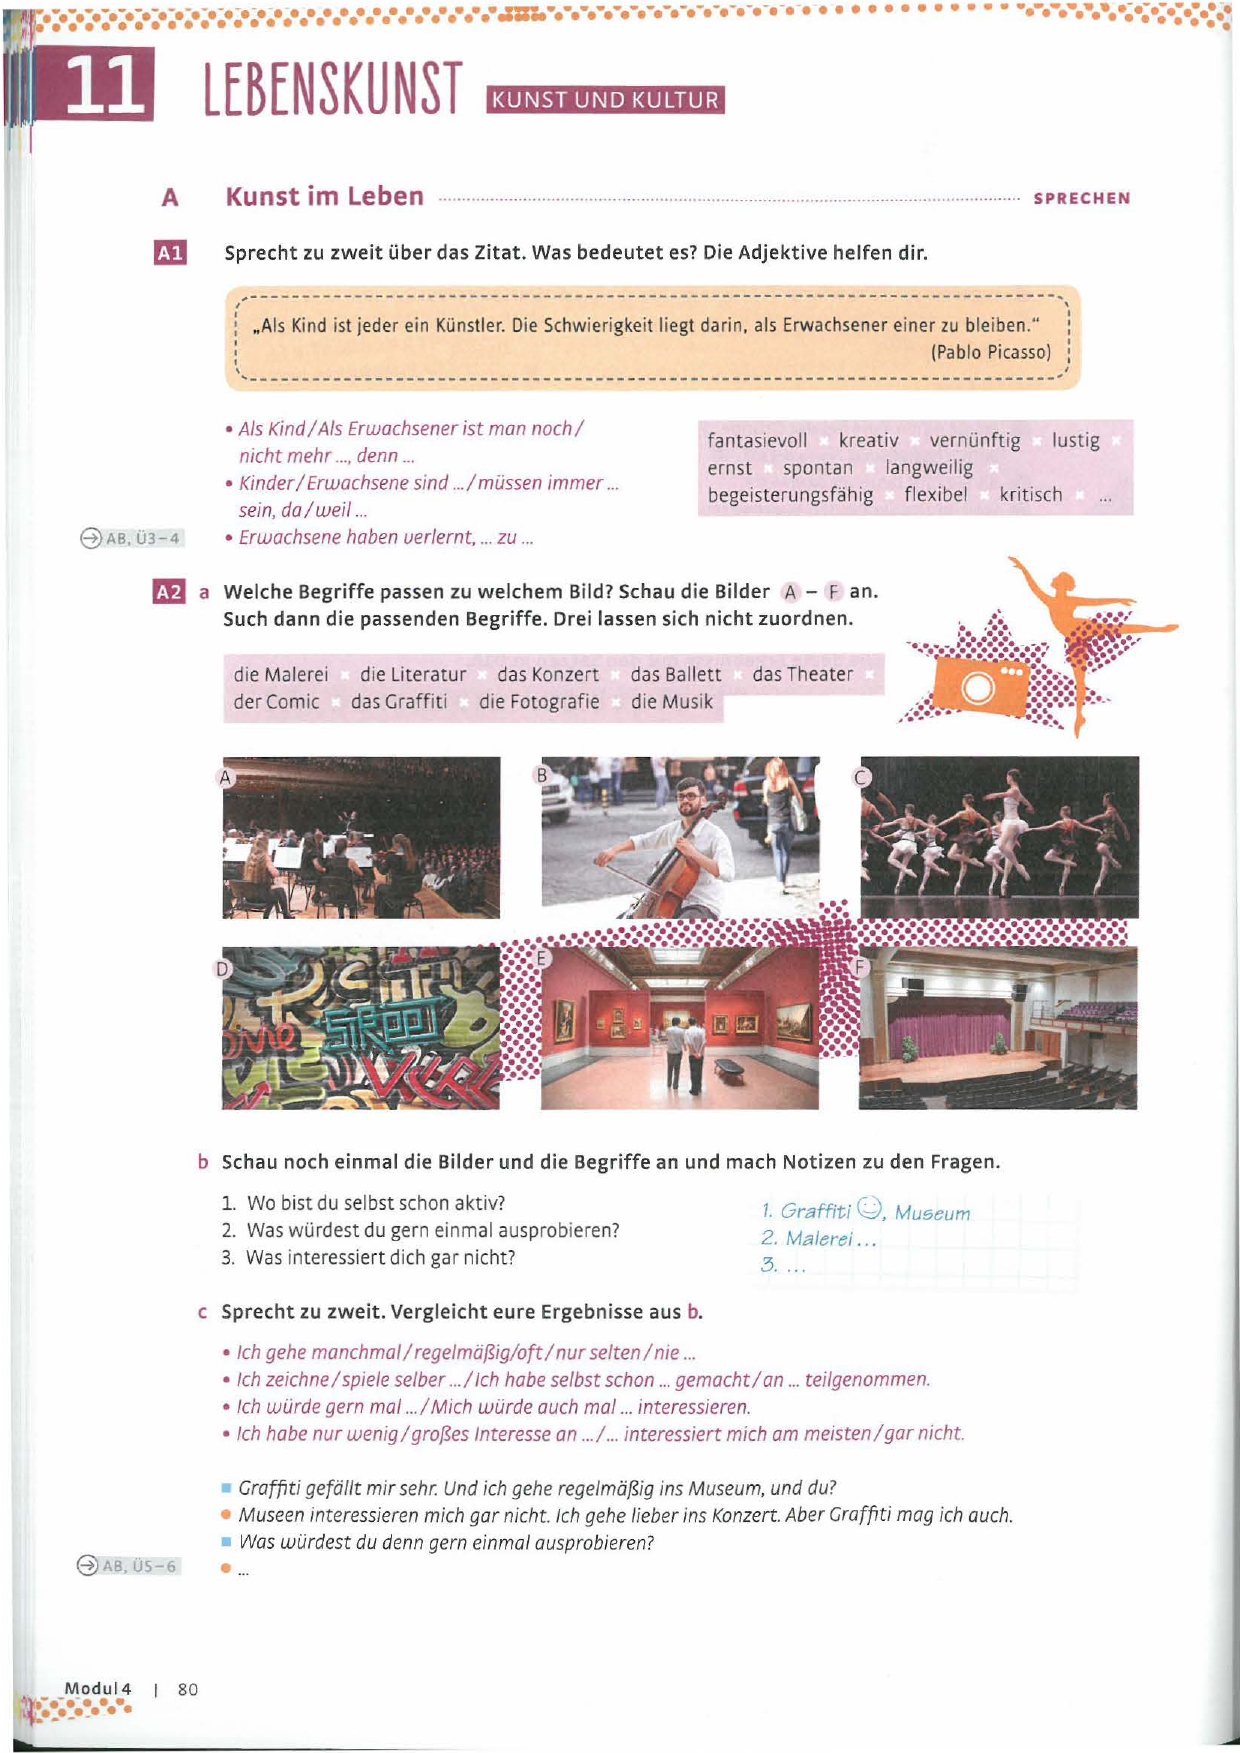 11
LEBENSKUNST KUNST UND KULTUR
A Kunst im Leben SPRECHEN
A1 Sprecht zu zweit über das Zitat. Was bedeutet es? Die Adjektive helfen dir.
„Als Kind ist jeder ein Künstler. Die Schwierigkeit liegt darin, als Erwachsener einer zu bleiben.“
(Pablo Picasso)
• Als Kind/Als Erwachsener ist man noch/
nicht mehr ..., denn ...
• Kinder/Erwachsene sind .../müssen immer ...
sein, da/weil ...
• Erwachsene haben verlernt, ... zu ...
fantasievoll × kreativ × vernünftig × lustig ×
ernst × spontan × langweilig ×
begeisterungsfähig × flexibel × kritisch × ...
AB, Ü3–4
A2 a Welche Begriffe passen zu welchem Bild? Schau die Bilder A – F an.
Such dann die passenden Begriffe. Drei lassen sich nicht zuordnen.
die Malerei × die Literatur × das Konzert × das Ballett × das Theater ×
der Comic × das Graffiti × die Fotografie × die Musik
A
B
C
D
E
F
b Schau noch einmal die Bilder und die Begriffe an und mach Notizen zu den Fragen.
1. Wo bist du selbst schon aktiv?
2. Was würdest du gern einmal ausprobieren?
3. Was interessiert dich gar nicht?
1. Graffiti ☺, Museum
2. Malerei ...
3. ...
c Sprecht zu zweit. Vergleicht eure Ergebnisse aus b.
• Ich gehe manchmal/regelmäßig/oft/nur selten/nie ...
• Ich zeichne/spiele selber .../Ich habe selbst schon ... gemacht/an ... teilgenommen.
• Ich würde gern mal .../Mich würde auch mal ... interessieren.
• Ich habe nur wenig/großes Interesse an .../... interessiert mich am meisten/gar nicht.
■ Graffiti gefällt mir sehr. Und ich gehe regelmäßig ins Museum, und du?
● Museen interessieren mich gar nicht. Ich gehe lieber ins Konzert. Aber Graffiti mag ich auch.
■ Was würdest du denn gern einmal ausprobieren?
● ...
AB, Ü5–6
Modul 4 | 80